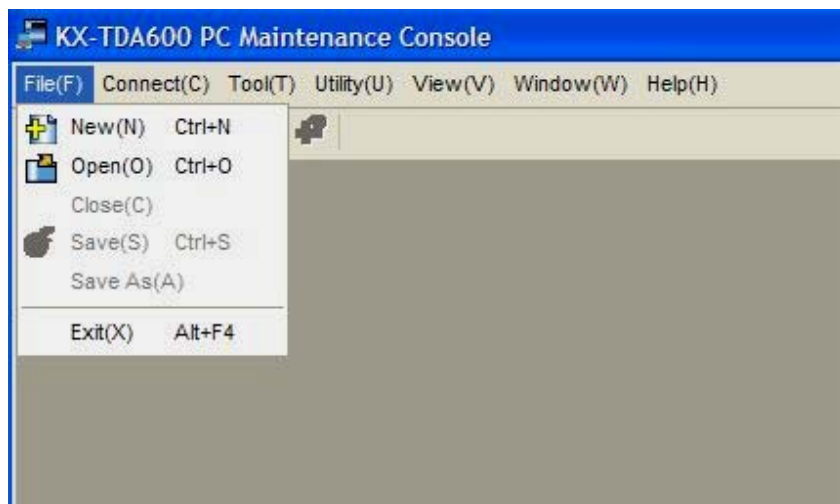 KX-TDA600 PC Maintenance Console
File(F) Connect(C) Tool(T) Utility(U) View(V) Window(W) Help(H)
New(N) Ctrl+N
Open(O) Ctrl+O
Close(C)
Save(S) Ctrl+S
Save As(A)
Exit(X) Alt+F4